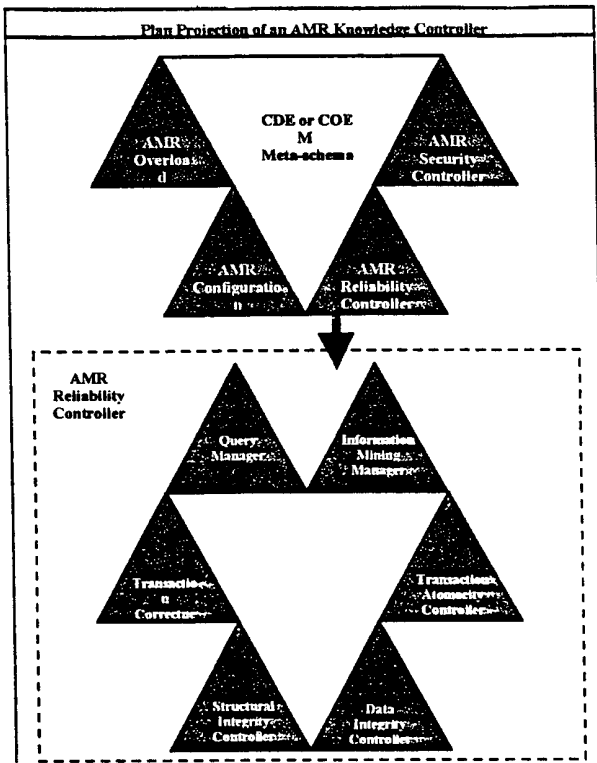 Plan Projection of an AMR Knowledge Controller
CDE or COE
M
Meta-schema
AMR
Overloa
d
AMR
Security
Controller
AMR
Configuratio
n
AMR
Reliability
Controller
AMR
Reliability
Controller
Query
Manager
Information
Mining
Manager
Transactio
n
Transaction
Atomocity
Controller
Structural
Integrity
Controller
Data
Integrity
Controller